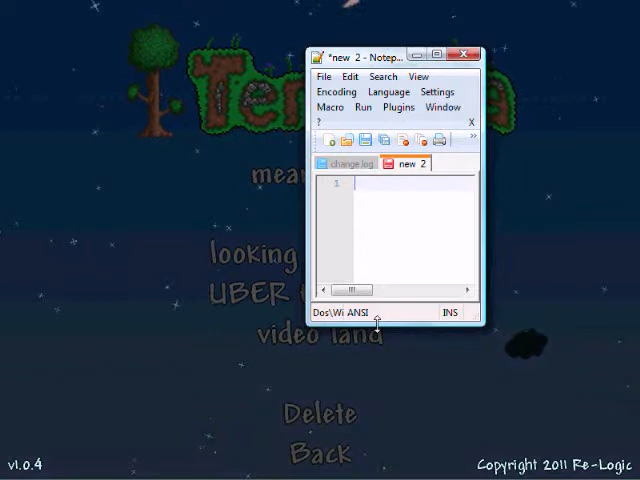 *new 2 - Notep...
File Edit Search View
Encoding Language Settings
Macro Run Plugins Window
? X
change.log new 2
1
Dos\Wi ANSI INS
Te a
mea
looking
UBER
video land
Delete
Back
v1.0.4 Copyright 2011 Re-Logic